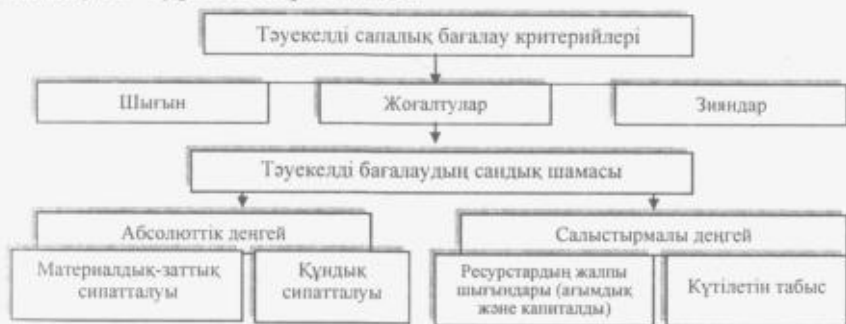 Тәуекелді сапалық бағалау критерийлері
Шығын
Жоғалтулар
Зияндар
Тәуекелді бағалаудың сандық шамасы
Абсолюттік деңгей
Салыстырмалы деңгей
Материалдық-заттық
сипатталуы
Құндық
сипатталуы
Ресурстардың жалпы
шығындары (ағымдық
және капиталды)
Күтілетін табыс